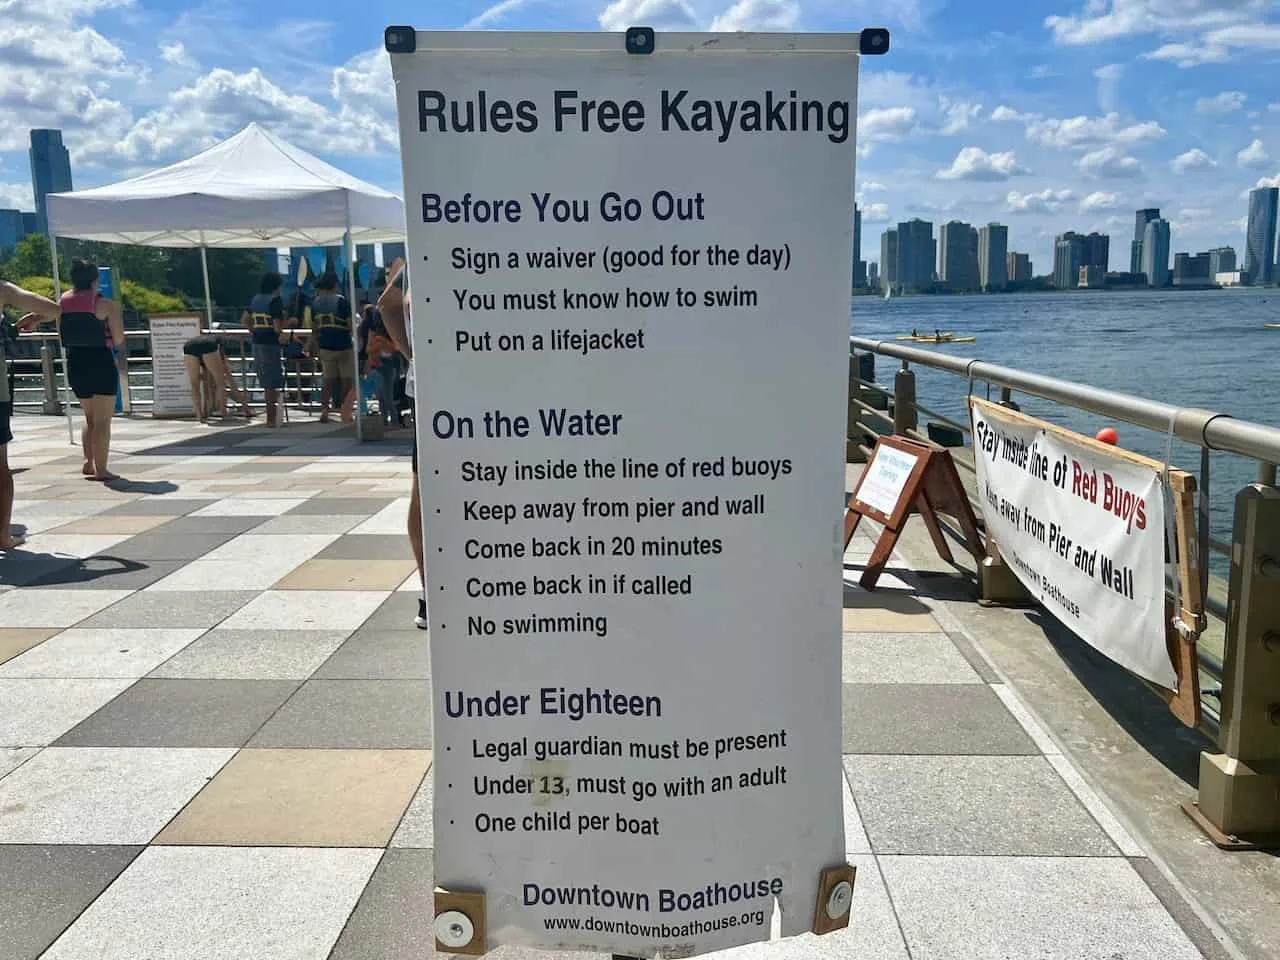 Rules Free Kayaking
Before You Go Out
· Sign a waiver (good for the day)
· You must know how to swim
· Put on a lifejacket
On the Water
· Stay inside the line of red buoys
· Keep away from pier and wall
· Come back in 20 minutes
· Come back in if called
· No swimming
Under Eighteen
· Legal guardian must be present
· Under 13, must go with an adult
· One child per boat
Downtown Boathouse
www.downtownboathouse.org
Stay inside line of Red Buoys
Keep away from Pier and Wall
Downtown Boathouse
Rules Free Kayaking